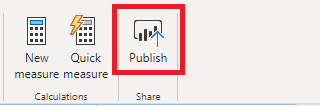 New Quick Publish
measure measure
Calculations Share